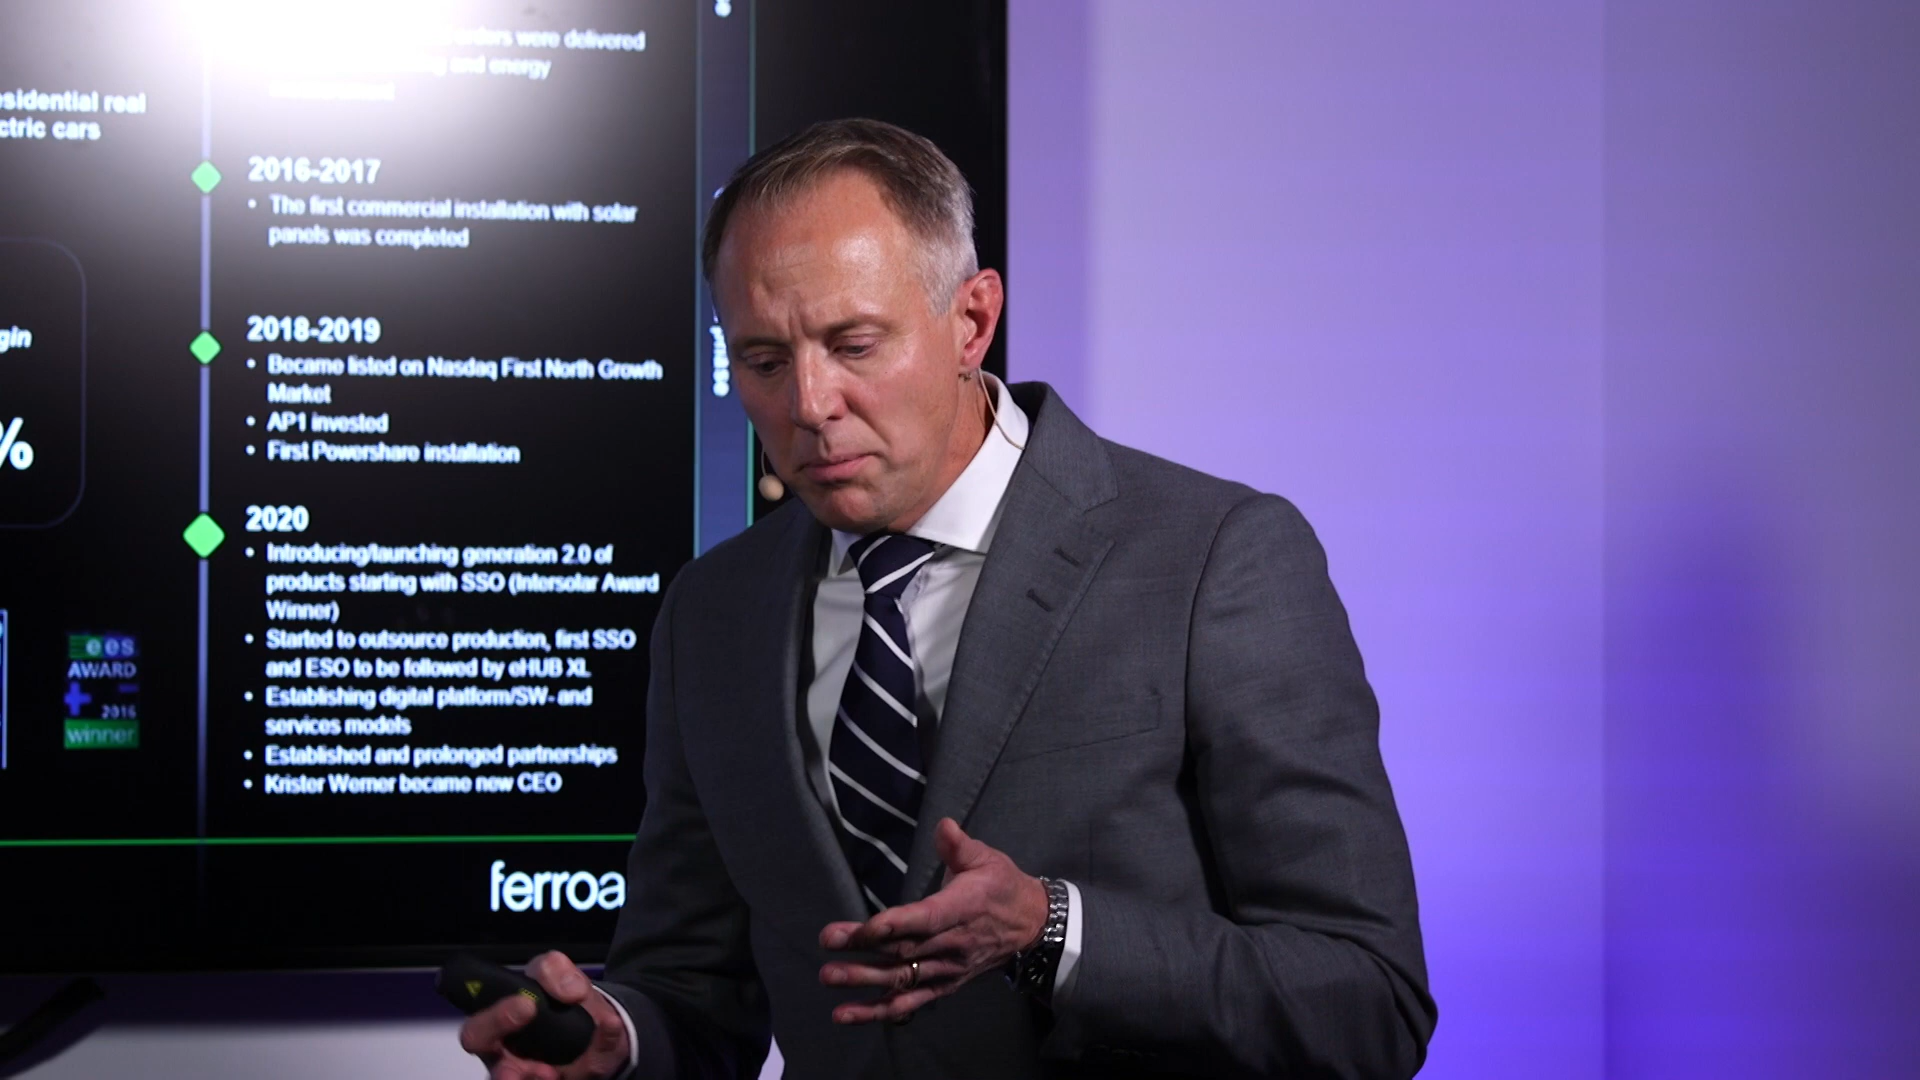 esidential real
ctric cars
gin
%
ees
AWARD
2016
winner
orders were delivered
and energy
2016-2017
• The first commercial installation with solar
panels was completed
2018-2019
• Became listed on Nasdaq First North Growth
Market
• AP1 invested
• First Powershare installation
2020
• Introducing/launching generation 2.0 of
products starting with SSO (Intersolar Award
Winner)
• Started to outsource production, first SSO
and ESO to be followed by eHUB XL
• Establishing digital platform/SW- and
services models
• Established and prolonged partnerships
• Krister Werner became new CEO
ferroa